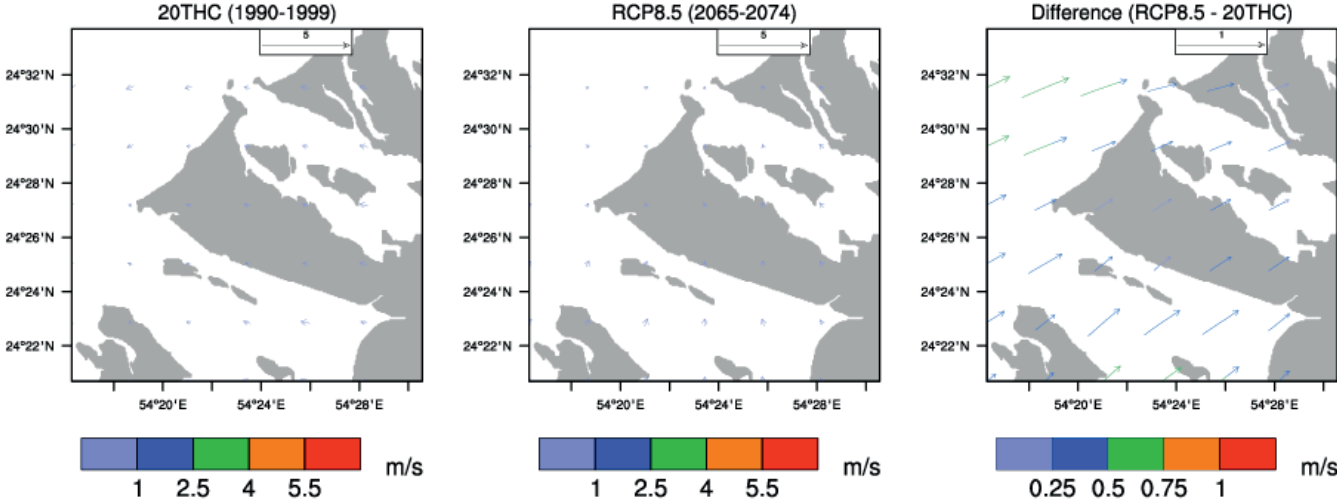 20THC (1990-1999)
5
24°32'N
24°30'N
24°28'N
24°26'N
24°24'N
24°22'N
54°20'E 54°24'E 54°28'E
1 2.5 4 5.5 m/s
RCP8.5 (2065-2074)
5
24°32'N
24°30'N
24°28'N
24°26'N
24°24'N
24°22'N
54°20'E 54°24'E 54°28'E
1 2.5 4 5.5 m/s
Difference (RCP8.5 - 20THC)
1
24°32'N
24°30'N
24°28'N
24°26'N
24°24'N
24°22'N
54°20'E 54°24'E 54°28'E
0.25 0.5 0.75 1 m/s